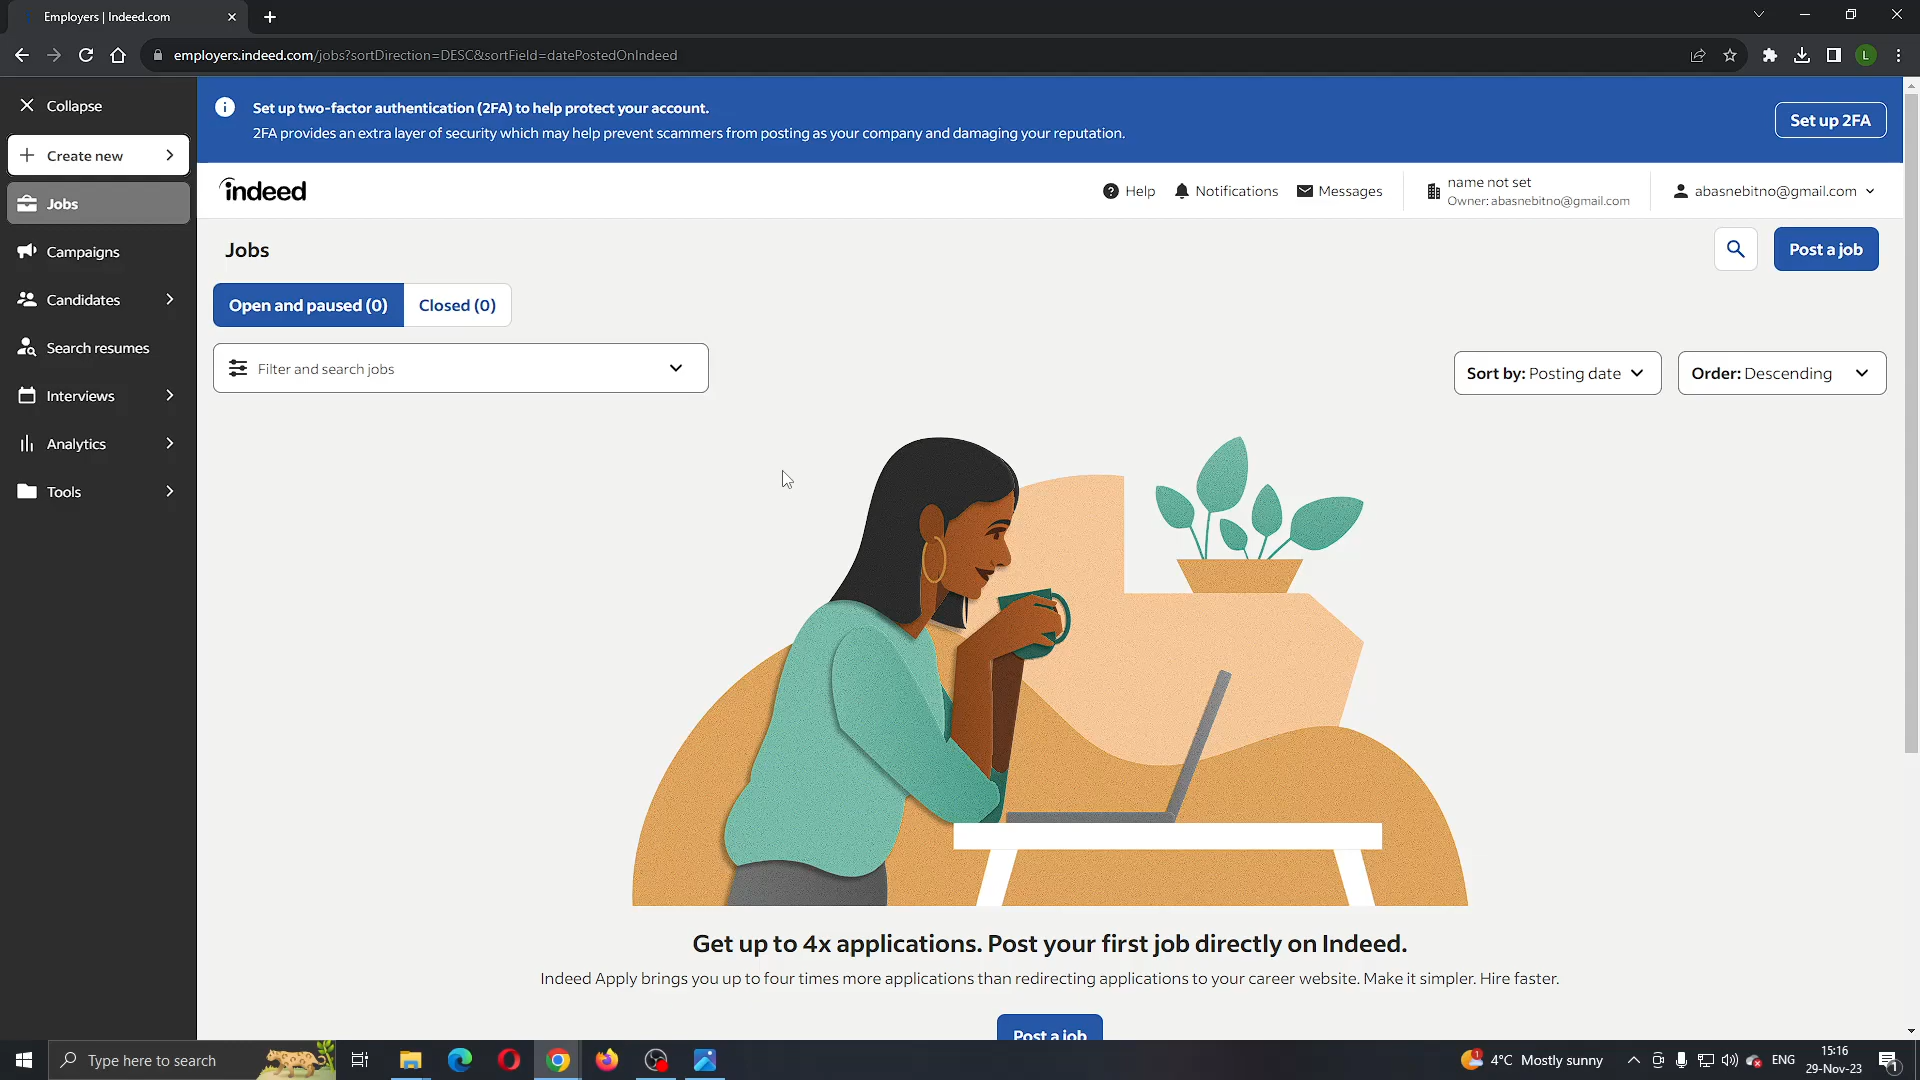 Employers | Indeed.com
employers.indeed.com/jobs?sortDirection=DESC&sortField=datePostedOnIndeed
L
Collapse
Create new
Jobs
Campaigns
Candidates
Search resumes
Interviews
Analytics
Tools
Set up two-factor authentication (2FA) to help protect your account.
2FA provides an extra layer of security which may help prevent scammers from posting as your company and damaging your reputation.
Set up 2FA
indeed
Help
Notifications
Messages
name not set
Owner: abasnebitno@gmail.com
abasnebitno@gmail.com
Jobs
Post a job
Open and paused (0)
Closed (0)
Filter and search jobs
Sort by: Posting date
Order: Descending
Get up to 4x applications. Post your first job directly on Indeed.
Indeed Apply brings you up to four times more applications than redirecting applications to your career website. Make it simpler. Hire faster.
Post a job
Type here to search
1
4°C Mostly sunny
ENG
15:16
29-Nov-23
1